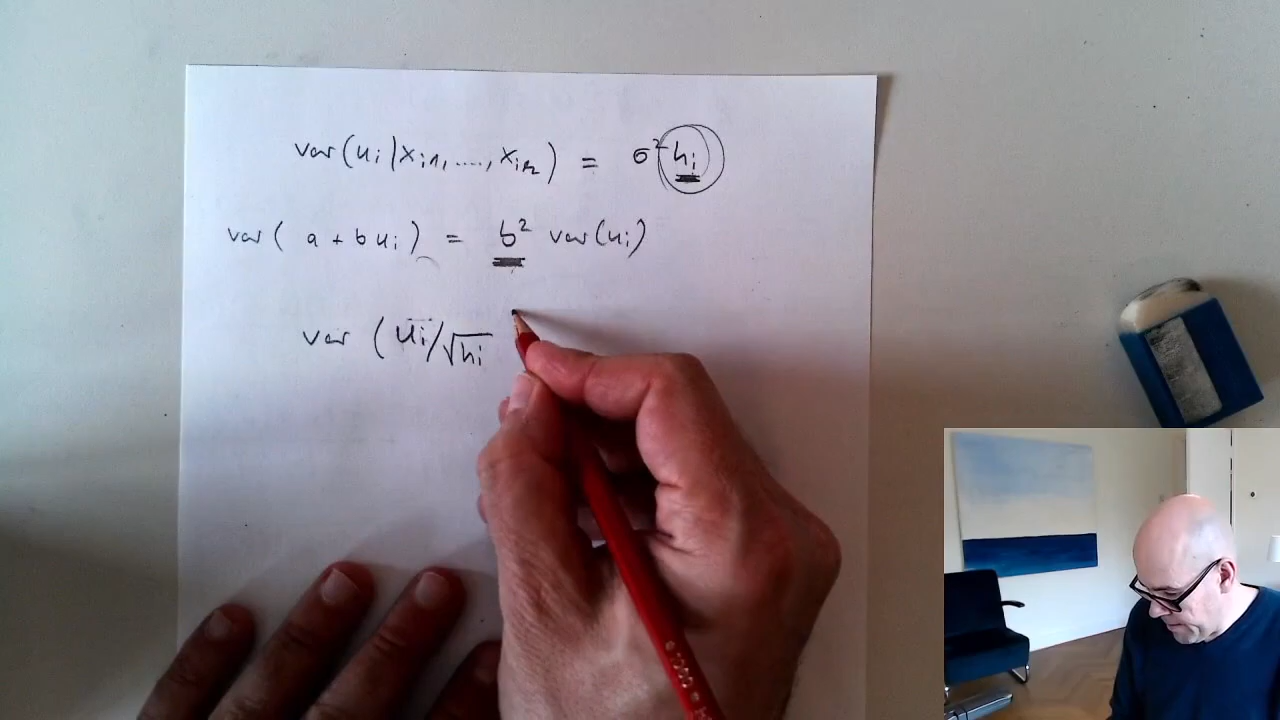 var(ui|xi1,....,xik) = σ²hi
var( a + b ui ) = b² var(ui)
var (ui/√hi